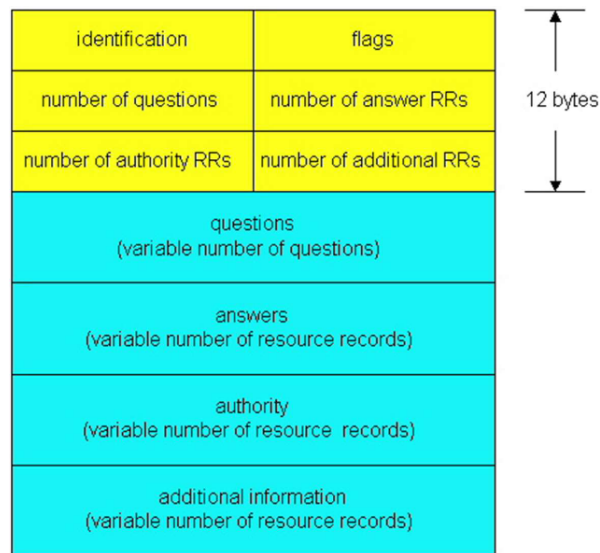 identification
flags
number of questions
number of answer RRs
12 bytes
number of authority RRs
number of additional RRs
questions
(variable number of questions)
answers
(variable number of resource records)
authority
(variable number of resource records)
additional information
(variable number of resource records)